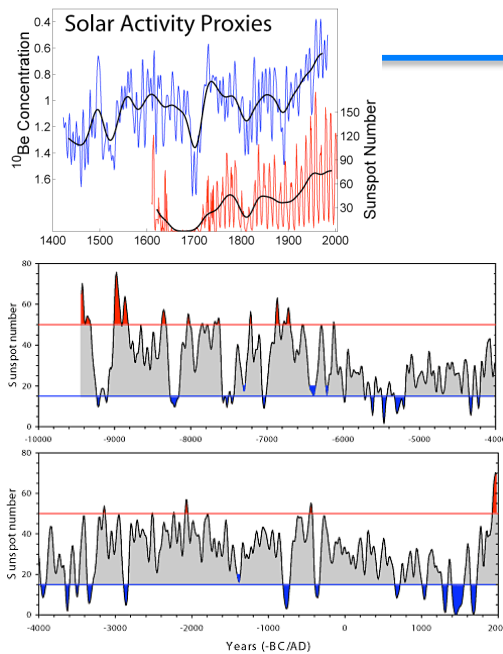 Solar Activity Proxies
0.4
0.6
0.8
1
1.2
1.4
1.6
¹⁰Be Concentration
150
120
90
60
30
Sunspot Number
1400 1500 1600 1700 1800 1900 2000
80
60
40
20
0
Sunspot number
-10000 -9000 -8000 -7000 -6000 -5000 -4000
80
60
40
20
0
Sunspot number
-4000 -3000 -2000 -1000 0 1000 200
Years (-BC/AD)